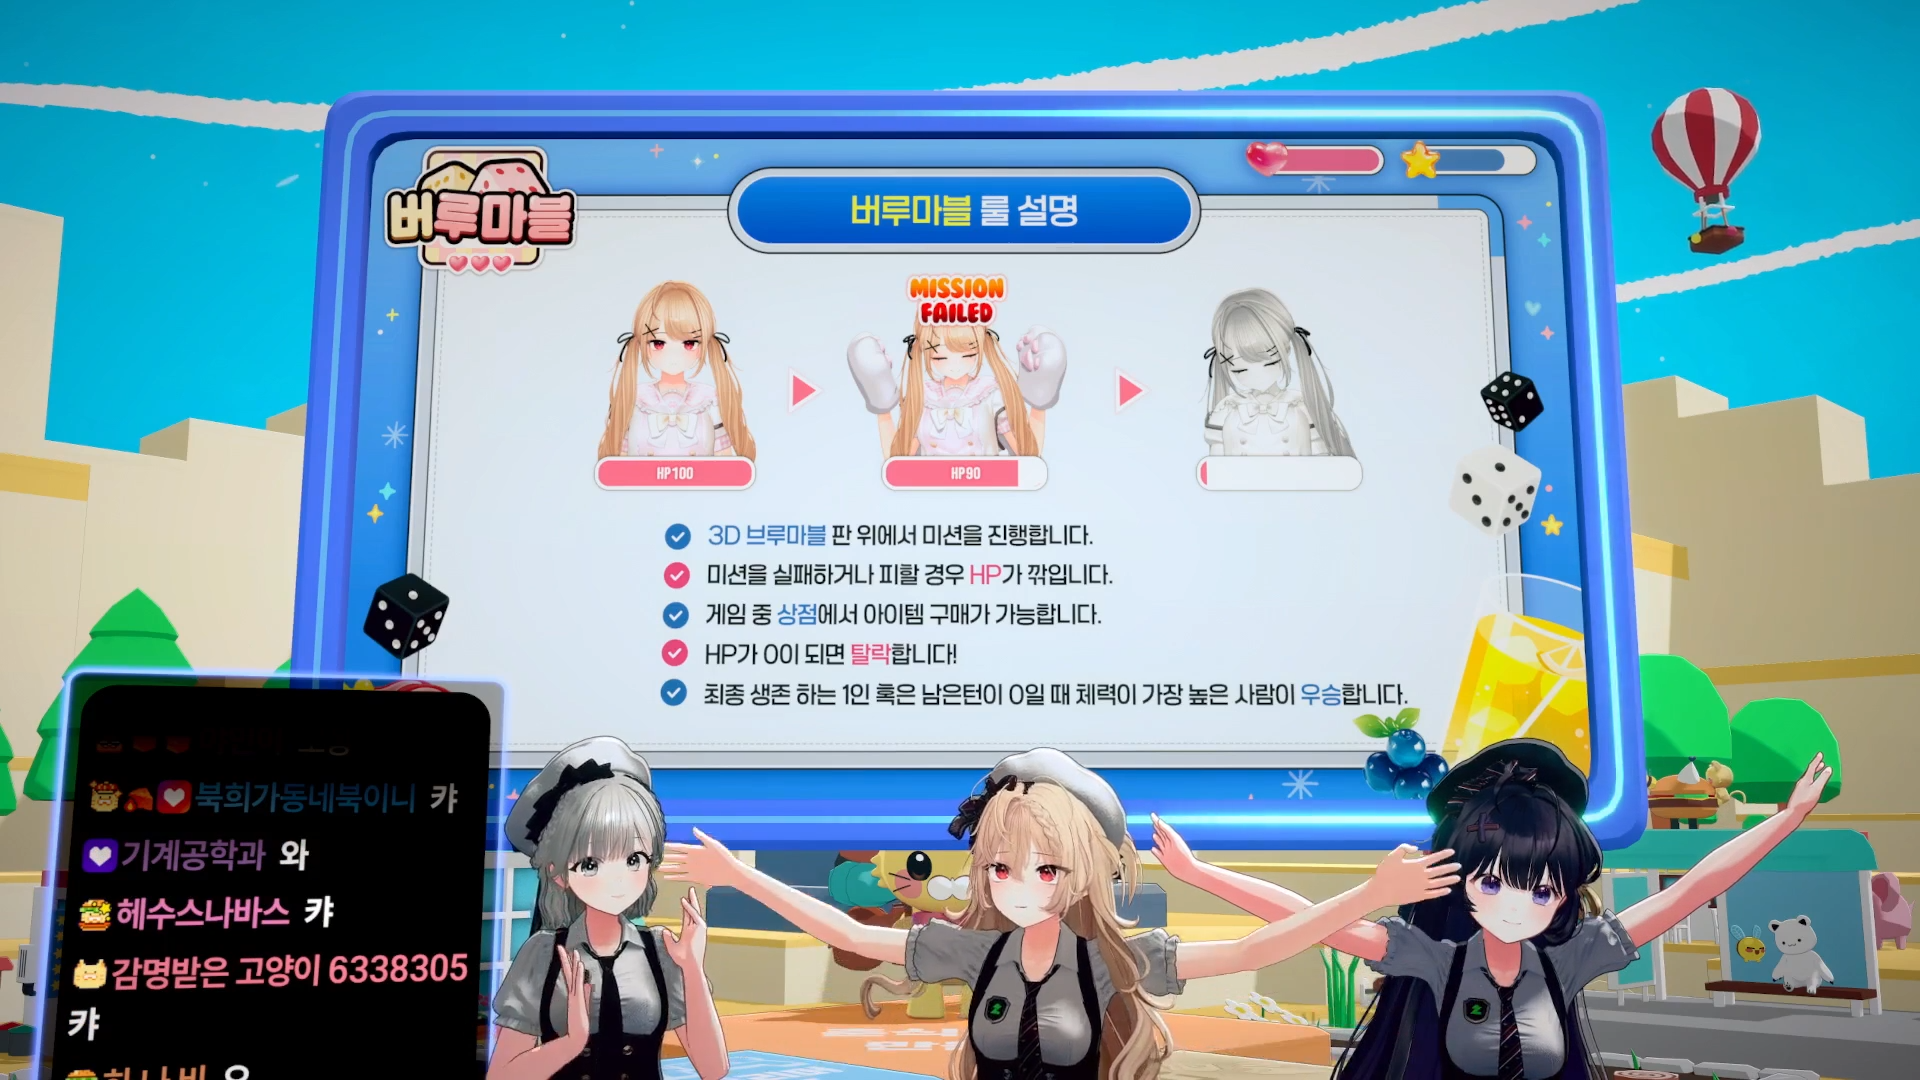 버루마블
버루마블 룰 설명
MISSION
FAILED
HP100
HP90
3D 브루마블 판 위에서 미션을 진행합니다.
미션을 실패하거나 피할 경우 HP가 깎입니다.
게임 중 상점에서 아이템 구매가 가능합니다.
HP가 0이 되면 탈락합니다!
최종 생존 하는 1인 혹은 남은턴이 0일 때 체력이 가장 높은 사람이 우승합니다.
북희가동네북이니 캬
기계공학과 와
헤수스나바스 캬
감명받은 고양이 6338305
캬